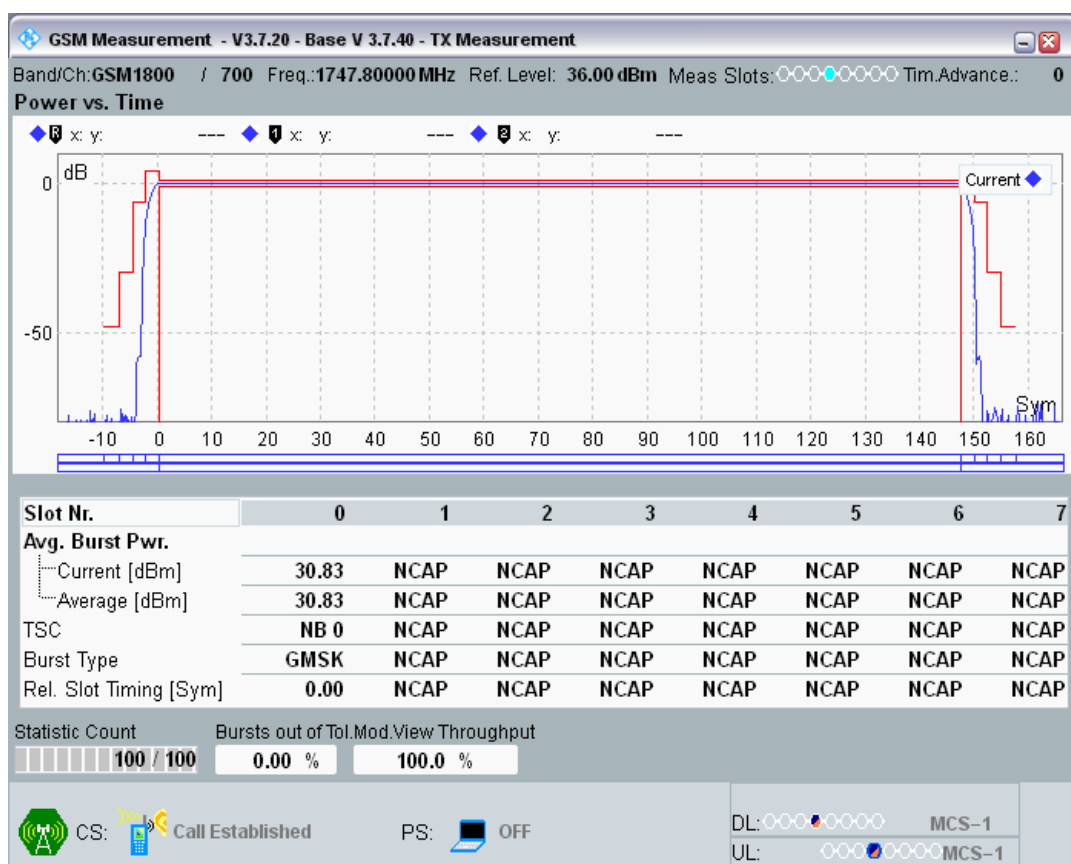 GSM Measurement - V3.7.20 - Base V 3.7.40 - TX Measurement
Band/Ch:GSM1800 / 700 Freq.:1747.80000 MHz Ref. Level: 36.00 dBm Meas Slots: Tim.Advance.: 0
Power vs. Time
R x: y: --- 1 x: y: --- 2 x: y: ---
dB
Current
0
-50
Sym
-10 0 10 20 30 40 50 60 70 80 90 100 110 120 130 140 150 160
Slot Nr. 0 1 2 3 4 5 6 7
Avg. Burst Pwr.
Current [dBm] 30.83 NCAP NCAP NCAP NCAP NCAP NCAP NCAP
Average [dBm] 30.83 NCAP NCAP NCAP NCAP NCAP NCAP NCAP
TSC NB 0 NCAP NCAP NCAP NCAP NCAP NCAP NCAP
Burst Type GMSK NCAP NCAP NCAP NCAP NCAP NCAP NCAP
Rel. Slot Timing [Sym] 0.00 NCAP NCAP NCAP NCAP NCAP NCAP NCAP
Statistic Count Bursts out of Tol.Mod.View Throughput
100 / 100 0.00 % 100.0 %
CS: Call Established PS: OFF
DL: MCS-1
UL: MCS-1